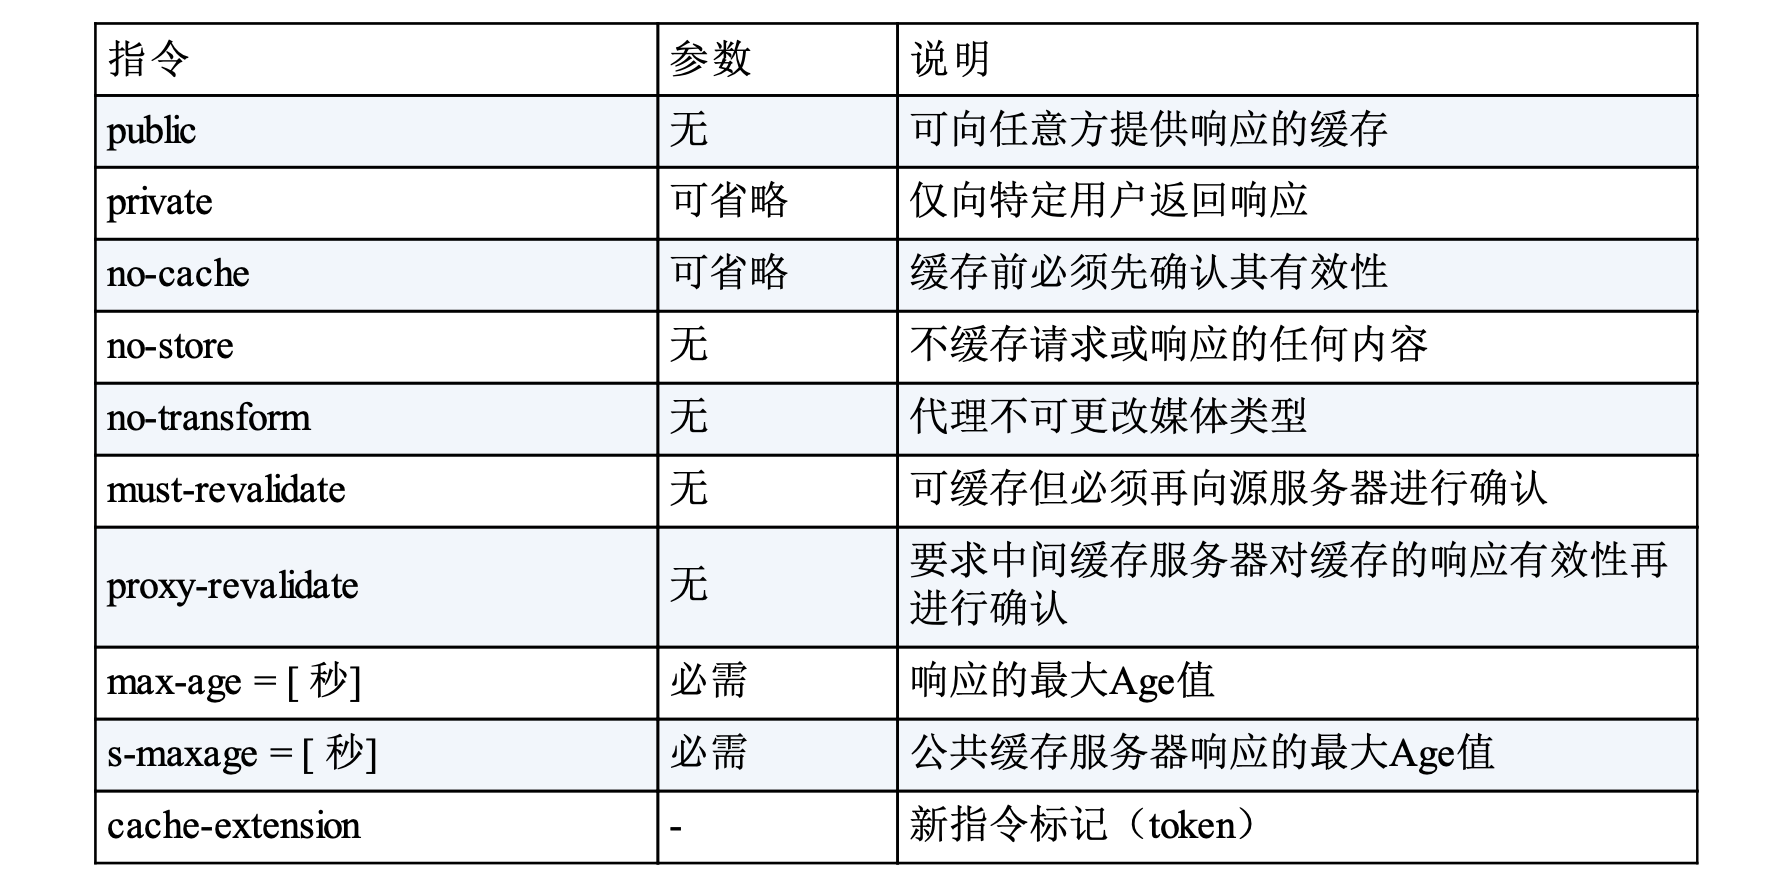 指令 参数 说明
public 无 可向任意方提供响应的缓存
private 可省略 仅向特定用户返回响应
no-cache 可省略 缓存前必须先确认其有效性
no-store 无 不缓存请求或响应的任何内容
no-transform 无 代理不可更改媒体类型
must-revalidate 无 可缓存但必须再向源服务器进行确认
proxy-revalidate 无 要求中间缓存服务器对缓存的响应有效性再
进行确认
max-age = [ 秒] 必需 响应的最大Age值
s-maxage = [ 秒] 必需 公共缓存服务器响应的最大Age值
cache-extension - 新指令标记（token）